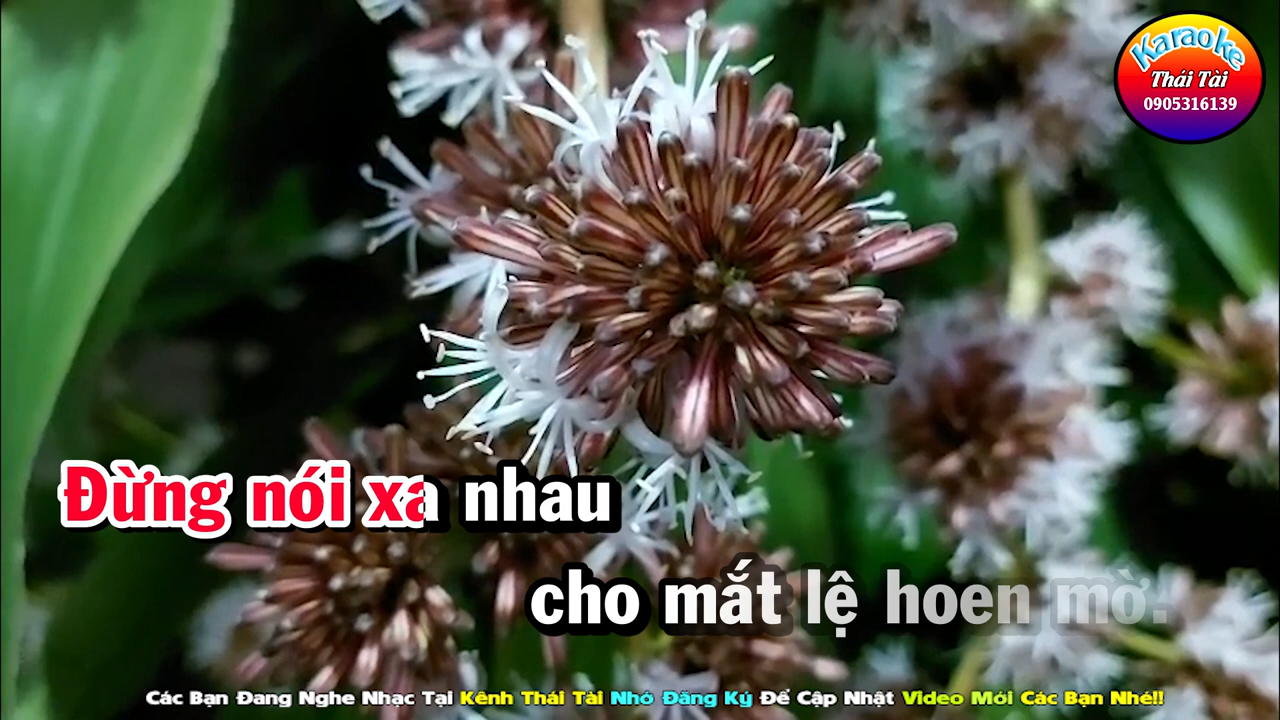 Karaoke
Thái Tài
0905316139
Đừng nói xa nhau
cho mắt lệ hoen mờ.
Các Bạn Đang Nghe Nhạc Tại Kênh Thái Tài Nhó Đăng Ký Để Cập Nhật Video Mới Các Bạn Nhé!!